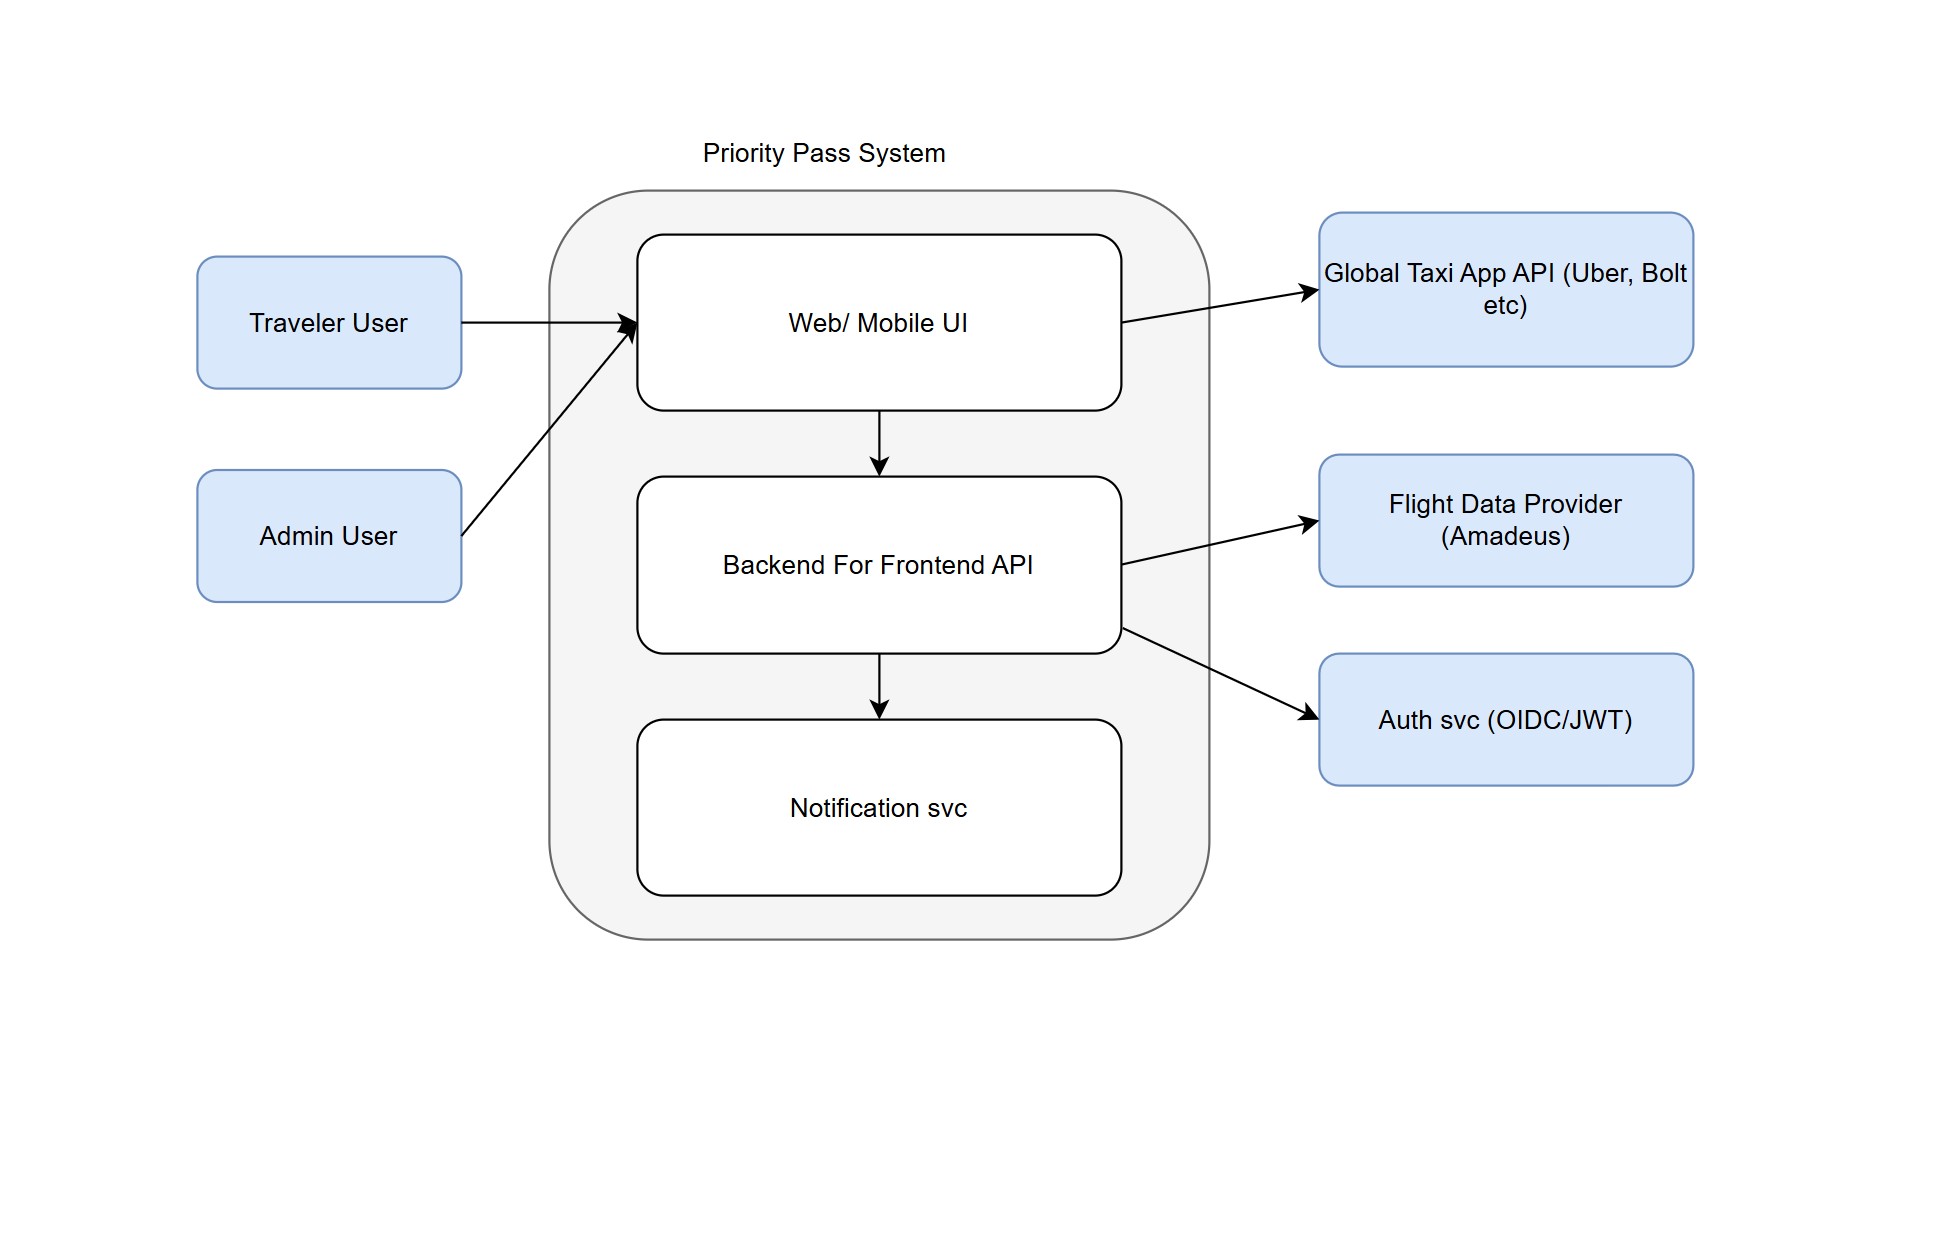 Priority Pass System
Traveler User
Admin User
Web/ Mobile UI
Backend For Frontend API
Notification svc
Global Taxi App API (Uber, Bolt
etc)
Flight Data Provider
(Amadeus)
Auth svc (OIDC/JWT)